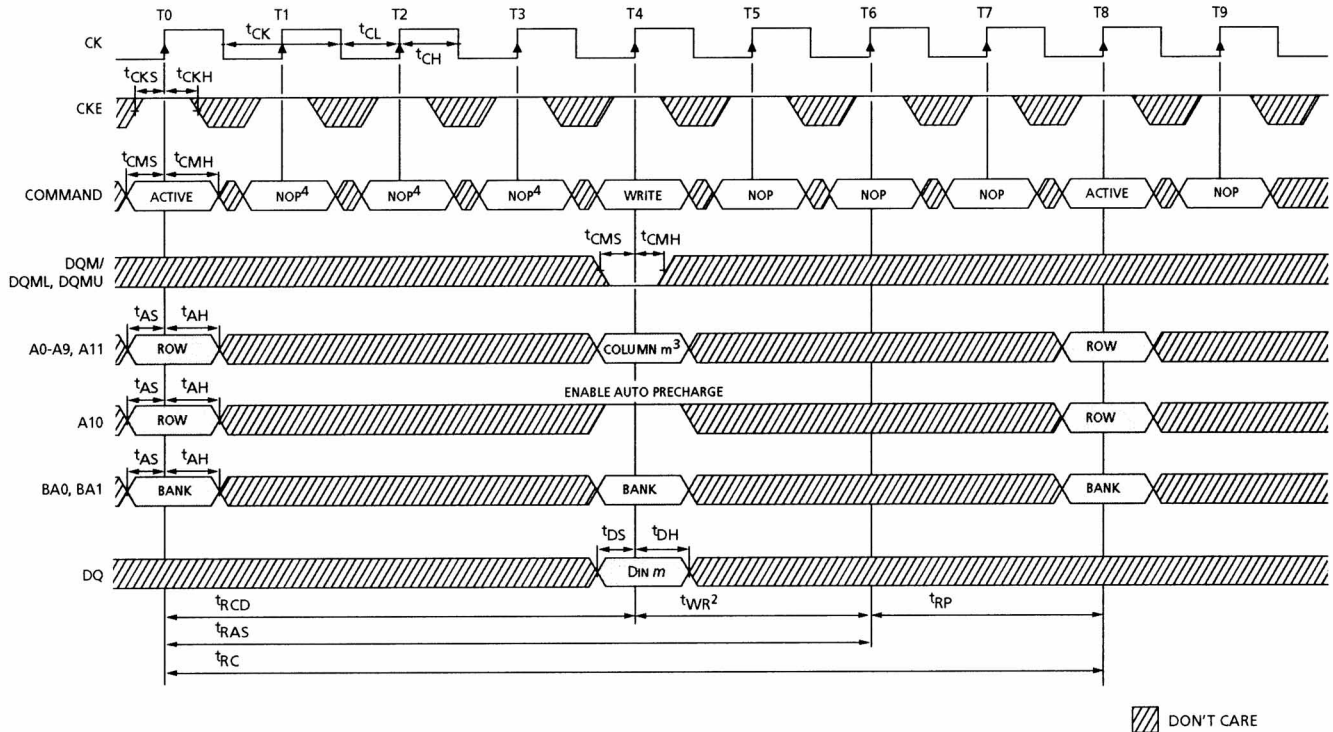 T0 T1 T2 T3 T4 T5 T6 T7 T8 T9
CK
tCK tCL
tCH
tCKS tCKH
CKE
tCMS tCMH
COMMAND ACTIVE NOP4 NOP4 NOP4 WRITE NOP NOP NOP ACTIVE NOP
tCMS tCMH
DQM/
DQML, DQMU
tAS tAH
A0-A9, A11 ROW COLUMN m3 ROW
tAS tAH
ENABLE AUTO PRECHARGE
A10 ROW ROW
tAS tAH
BA0, BA1 BANK BANK BANK
tDS tDH
DQ DIN m
tRCD tWR2 tRP
tRAS
tRC
DON'T CARE